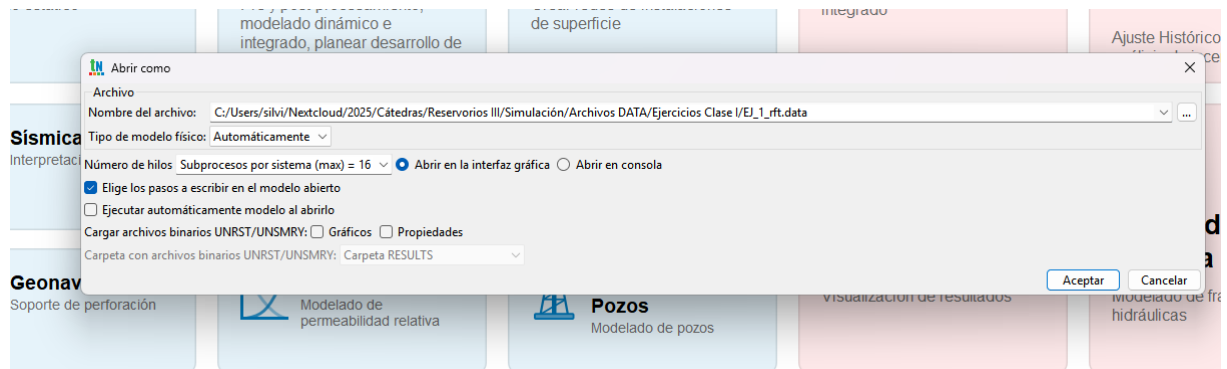 modelado dinámico e
integrado, planear desarrollo de
de superficie
integrado
Ajuste Histórico
Abrir como
Archivo
Nombre del archivo: C:/Users/silvi/Nextcloud/2025/Cátedras/Reservorios III/Simulación/Archivos DATA/Ejercicios Clase I/EJ_1_rft.data ...
Tipo de modelo físico: Automáticamente
Número de hilos Subprocesos por sistema (max) = 16 Abrir en la interfaz gráfica Abrir en consola
Elige los pasos a escribir en el modelo abierto
Ejecutar automáticamente modelo al abrirlo
Cargar archivos binarios UNRST/UNSMRY: Gráficos Propiedades
Carpeta con archivos binarios UNRST/UNSMRY: Carpeta RESULTS
Aceptar Cancelar
Sísmica
Interpretaci
Geonav
Soporte de perforación
Modelado de
permeabilidad relativa
Pozos
Modelado de pozos
Visualización de resultados
Modelado de fra
hidráulicas